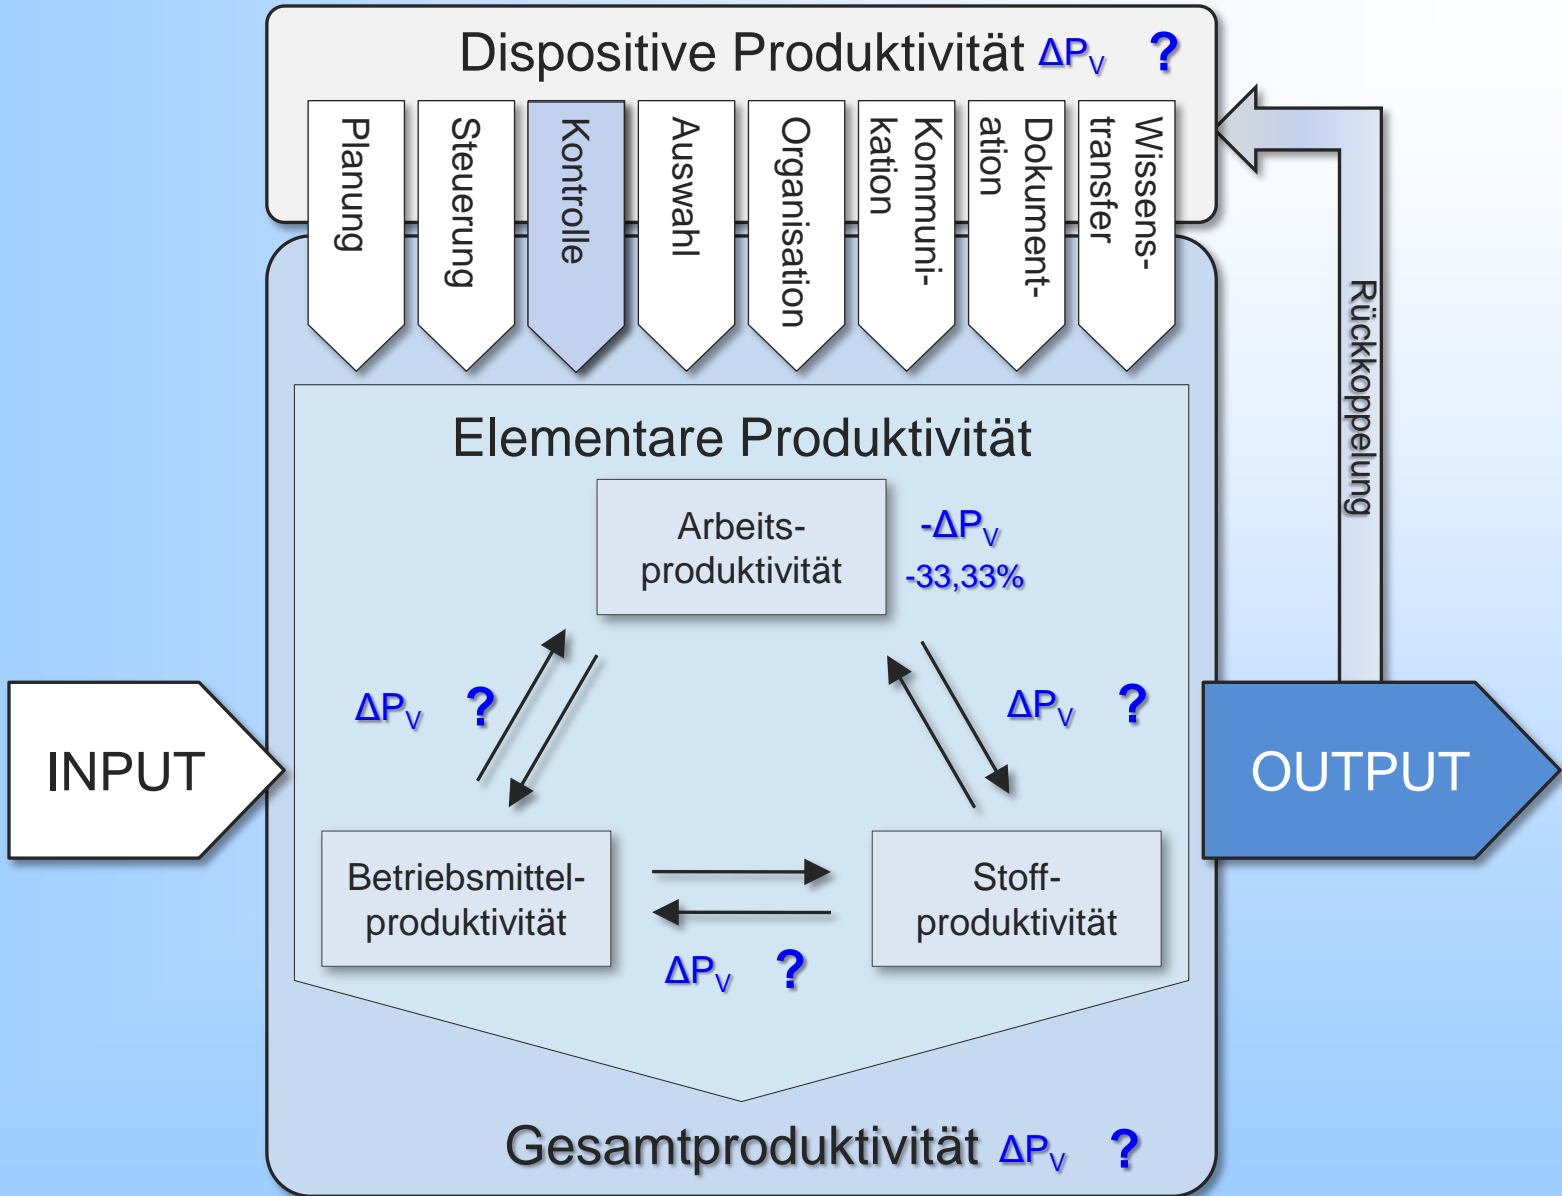 Dispositive Produktivität ΔPV ?
Planung
Steuerung
Kontrolle
Auswahl
Organisation
Kommuni-
kation
Dokument-
ation
Wissens-
transfer
Rückkoppelung
Elementare Produktivität
Arbeits-
produktivität
-ΔPV
-33,33%
ΔPV ?
ΔPV ?
INPUT
OUTPUT
Betriebsmittel-
produktivität
Stoff-
produktivität
ΔPV ?
Gesamtproduktivität ΔPV ?